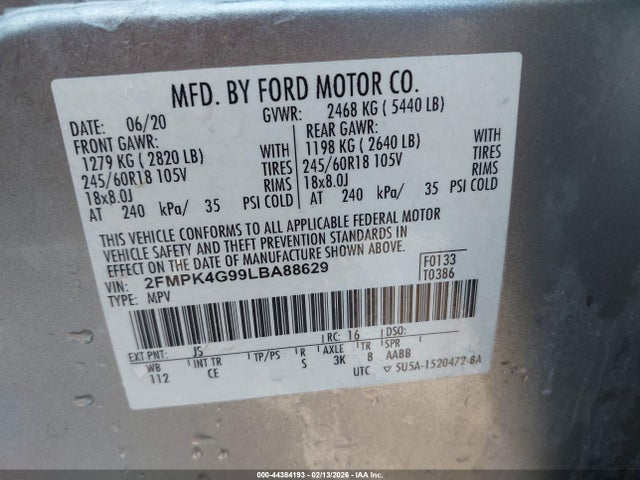 MFD. BY FORD MOTOR CO.
DATE: 06/20 GVWR: 2468 KG ( 5440 LB)
FRONT GAWR: REAR GAWR:
1279 KG ( 2820 LB) WITH 1198 KG ( 2640 LB) WITH
245/60R18 105V TIRES 245/60R18 105V TIRES
18x8.0J RIMS 18x8.0J RIMS
AT 240 kPa/ 35 PSI COLD AT 240 kPa/ 35 PSI COLD
THIS VEHICLE CONFORMS TO ALL APPLICABLE FEDERAL MOTOR
VEHICLE SAFETY AND THEFT PREVENTION STANDARDS IN
EFFECT ON THE DATE OF MANUFACTURE SHOWN ABOVE.
VIN: 2FMPK4G99LBA88629 F0133
TYPE: MPV T0386
EXT PNT: J5 RC: 16 DSO:
WB INT TR TP/PS R AXLE TR SPR
112 CE S 3K 8 AABB
UTC ▽ 5U5A-1520472-BA
000-44384193 - 02/13/2026 - IAA Inc.